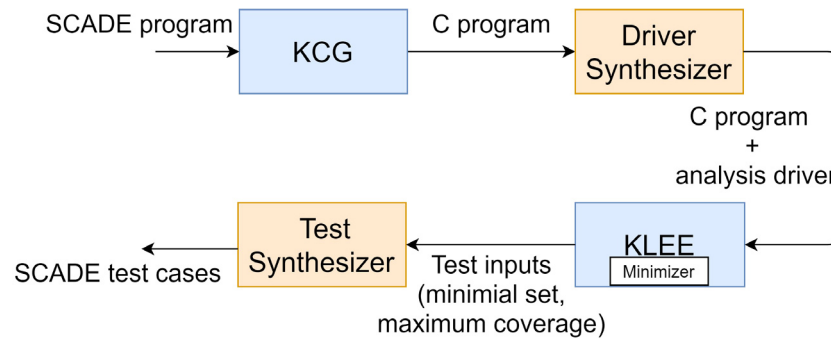 SCADE program
KCG
C program
Driver
Synthesizer
C program
+
analysis driver
KLEE
Minimizer
Test inputs
(minimial set,
maximum coverage)
Test
Synthesizer
SCADE test cases